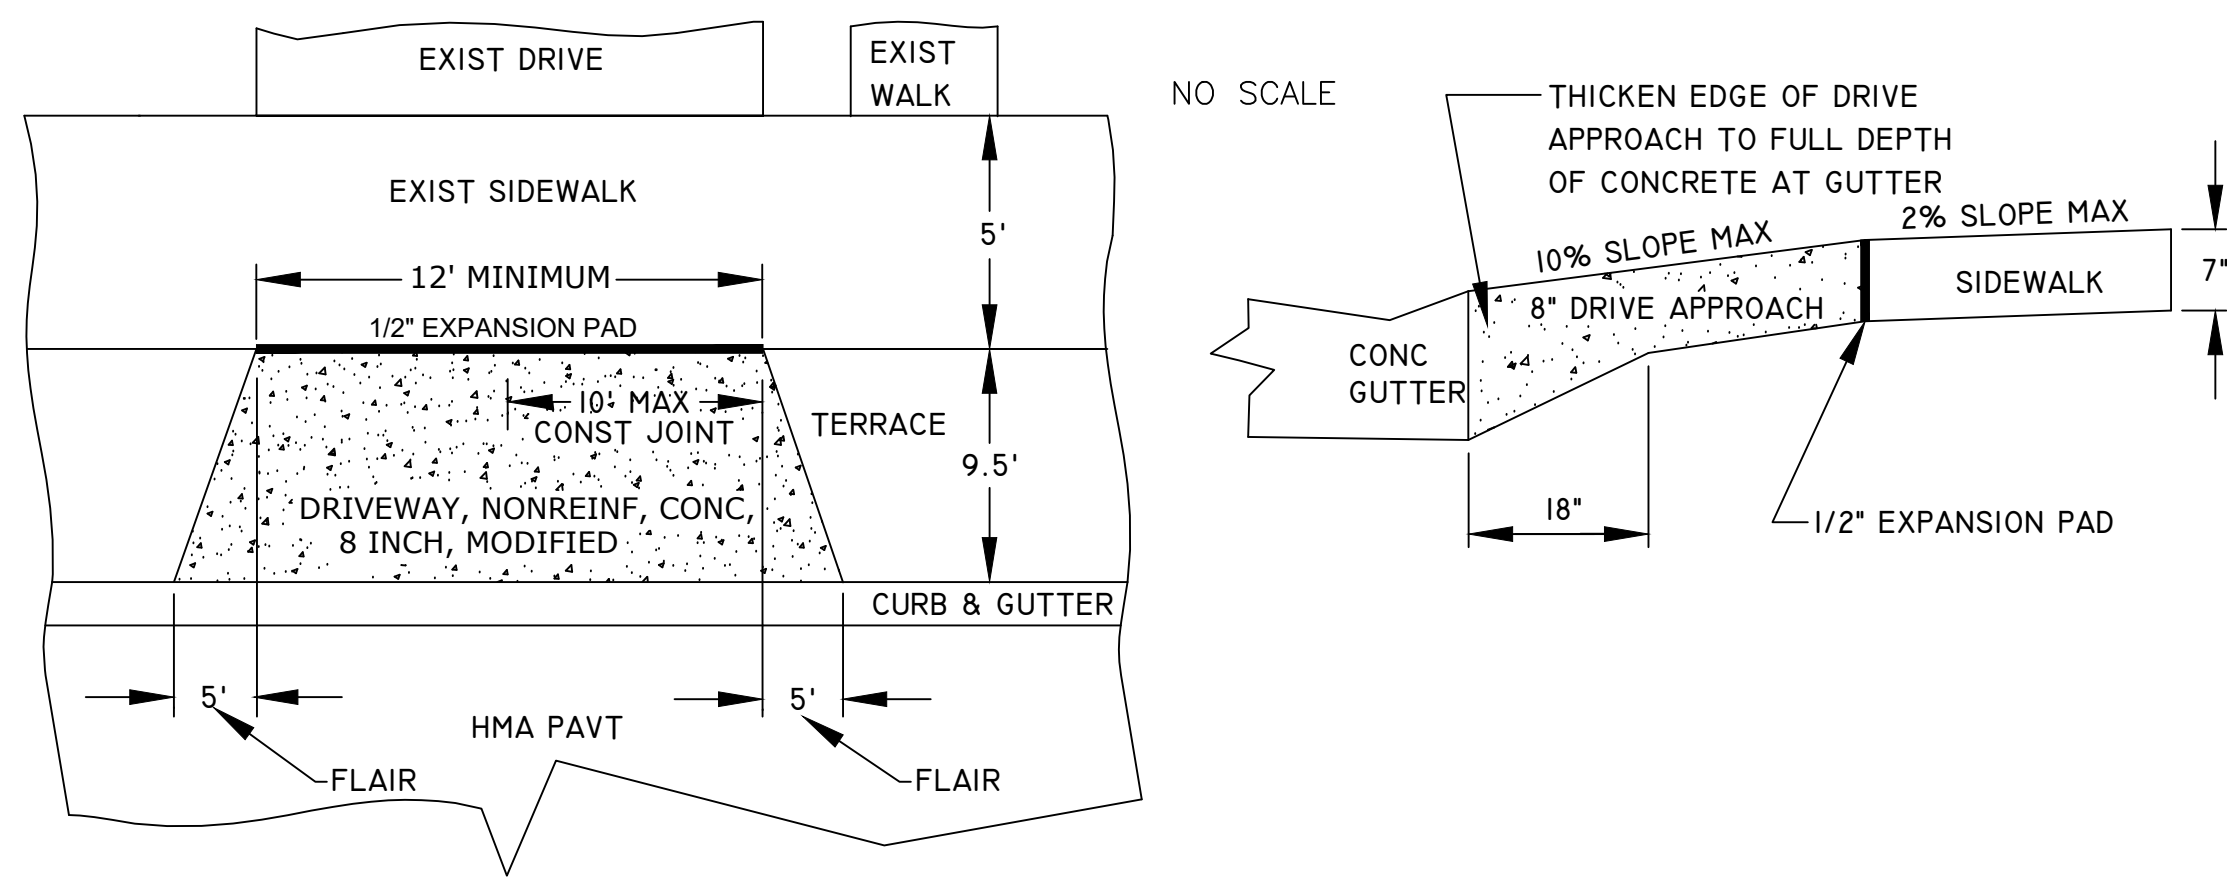 EXIST DRIVE
EXIST
WALK
EXIST SIDEWALK
5'
12' MINIMUM
1/2" EXPANSION PAD
10' MAX
CONST JOINT
TERRACE
9.5'
DRIVEWAY, NONREINF, CONC,
8 INCH, MODIFIED
CURB & GUTTER
5'
5'
HMA PAVT
FLAIR
FLAIR
NO SCALE
THICKEN EDGE OF DRIVE
APPROACH TO FULL DEPTH
OF CONCRETE AT GUTTER
2% SLOPE MAX
10% SLOPE MAX
7"
SIDEWALK
8" DRIVE APPROACH
CONC
GUTTER
18"
1/2" EXPANSION PAD